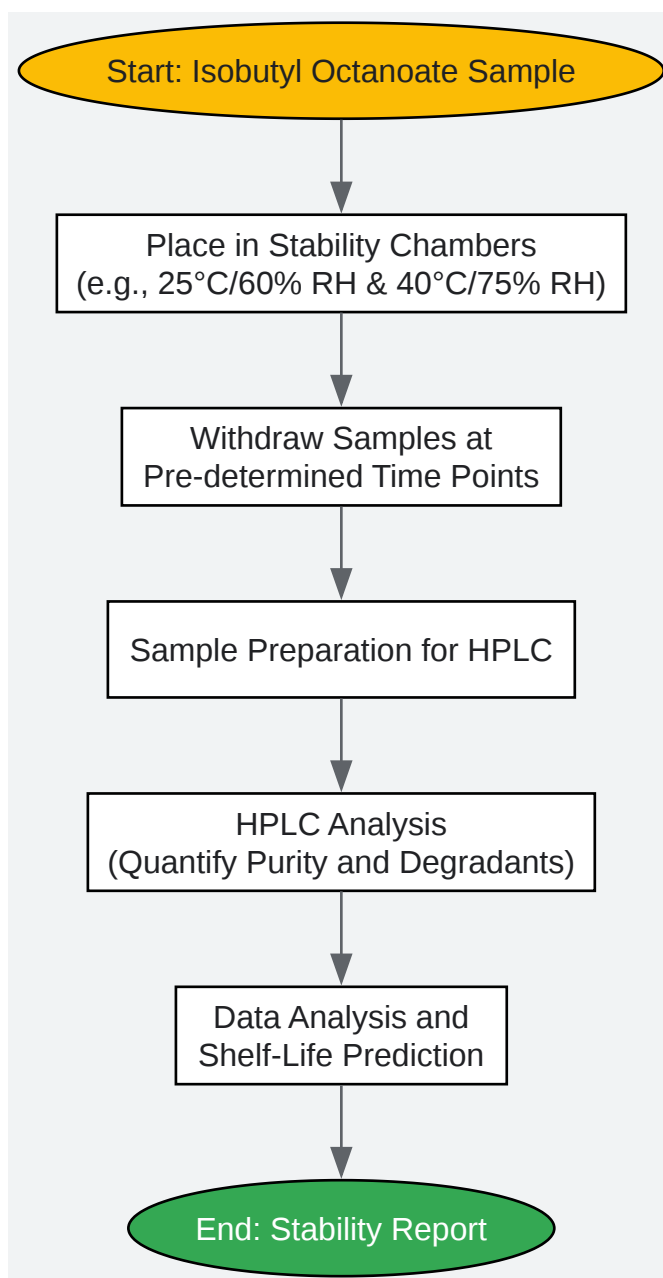 Start: Isobutyl Octanoate Sample
Place in Stability Chambers
(e.g., 25°C/60% RH & 40°C/75% RH)
Withdraw Samples at
Pre-determined Time Points
Sample Preparation for HPLC
HPLC Analysis
(Quantify Purity and Degradants)
Data Analysis and
Shelf-Life Prediction
End: Stability Report